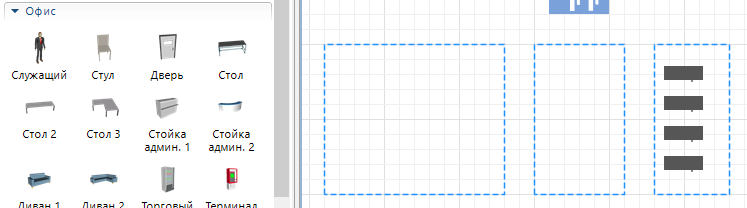 Офис
Служащий Стул Дверь Стол
Стол 2 Стол 3 Стойка админ. 1 Стойка админ. 2
Диван 1 Диван 2 Торговый Терминал